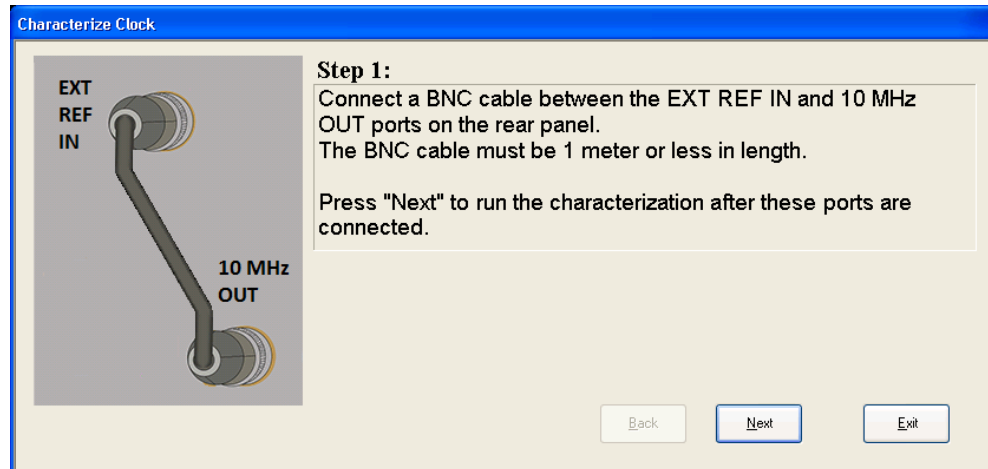 Characterize Clock
EXT
REF
IN
10 MHz
OUT
Step 1:
Connect a BNC cable between the EXT REF IN and 10 MHz
OUT ports on the rear panel.
The BNC cable must be 1 meter or less in length.
Press "Next" to run the characterization after these ports are
connected.
Back
Next
Exit